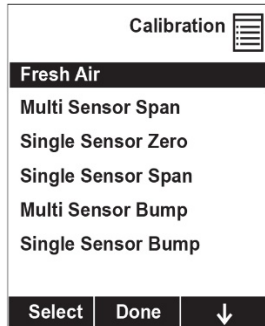 Calibration
Fresh Air
Multi Sensor Span
Single Sensor Zero
Single Sensor Span
Multi Sensor Bump
Single Sensor Bump
Select Done ↓